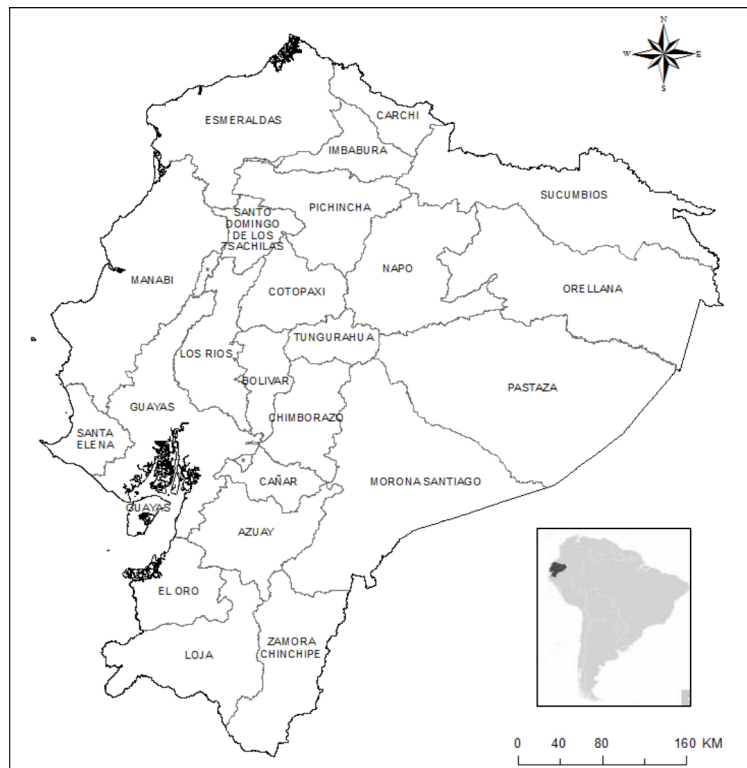 N
W E
S
CARCHI
ESMERALDAS
IMBABURA
SUCUMBIOS
PICHINCHA
SANTO
DOMINGO
DE LOS
TSACHILAS
NAPO
*
MANABI
COTOPAXI
ORELLANA
TUNGURAHUA
LOS RIOS
BOLIVAR
PASTAZA
GUAYAS
CHIMBORAZO
SANTA
ELENA
*
CAÑAR
MORONA SANTIAGO
GUAYAS
AZUAY
EL ORO
ZAMORA
CHINCHIPE
LOJA
0 40 80 160 KM